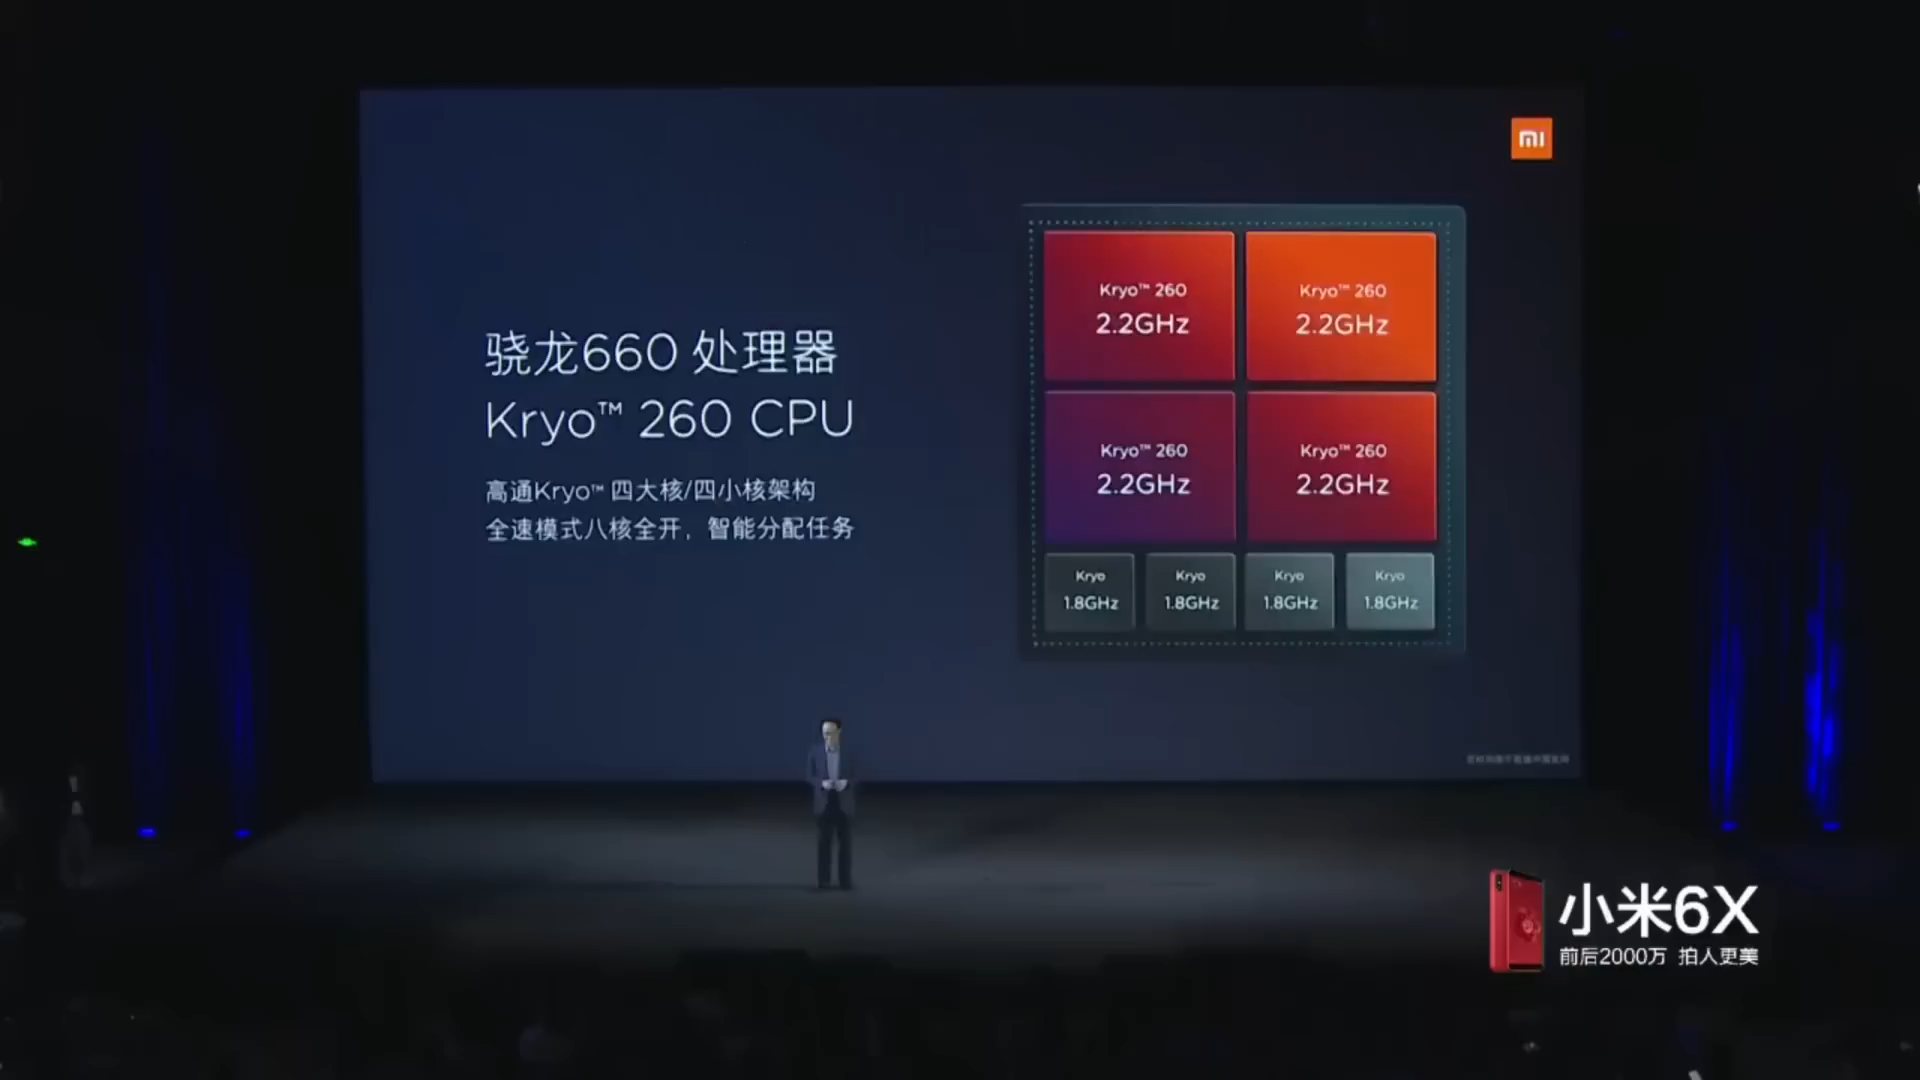 mi
骁龙660 处理器
Kryo™ 260 CPU
高通Kryo™ 四大核/四小核架构
全速模式八核全开，智能分配任务
Kryo™ 260
2.2GHz
Kryo™ 260
2.2GHz
Kryo™ 260
2.2GHz
Kryo™ 260
2.2GHz
Kryo
1.8GHz
Kryo
1.8GHz
Kryo
1.8GHz
Kryo
1.8GHz
小米6X
前后2000万 拍人更美